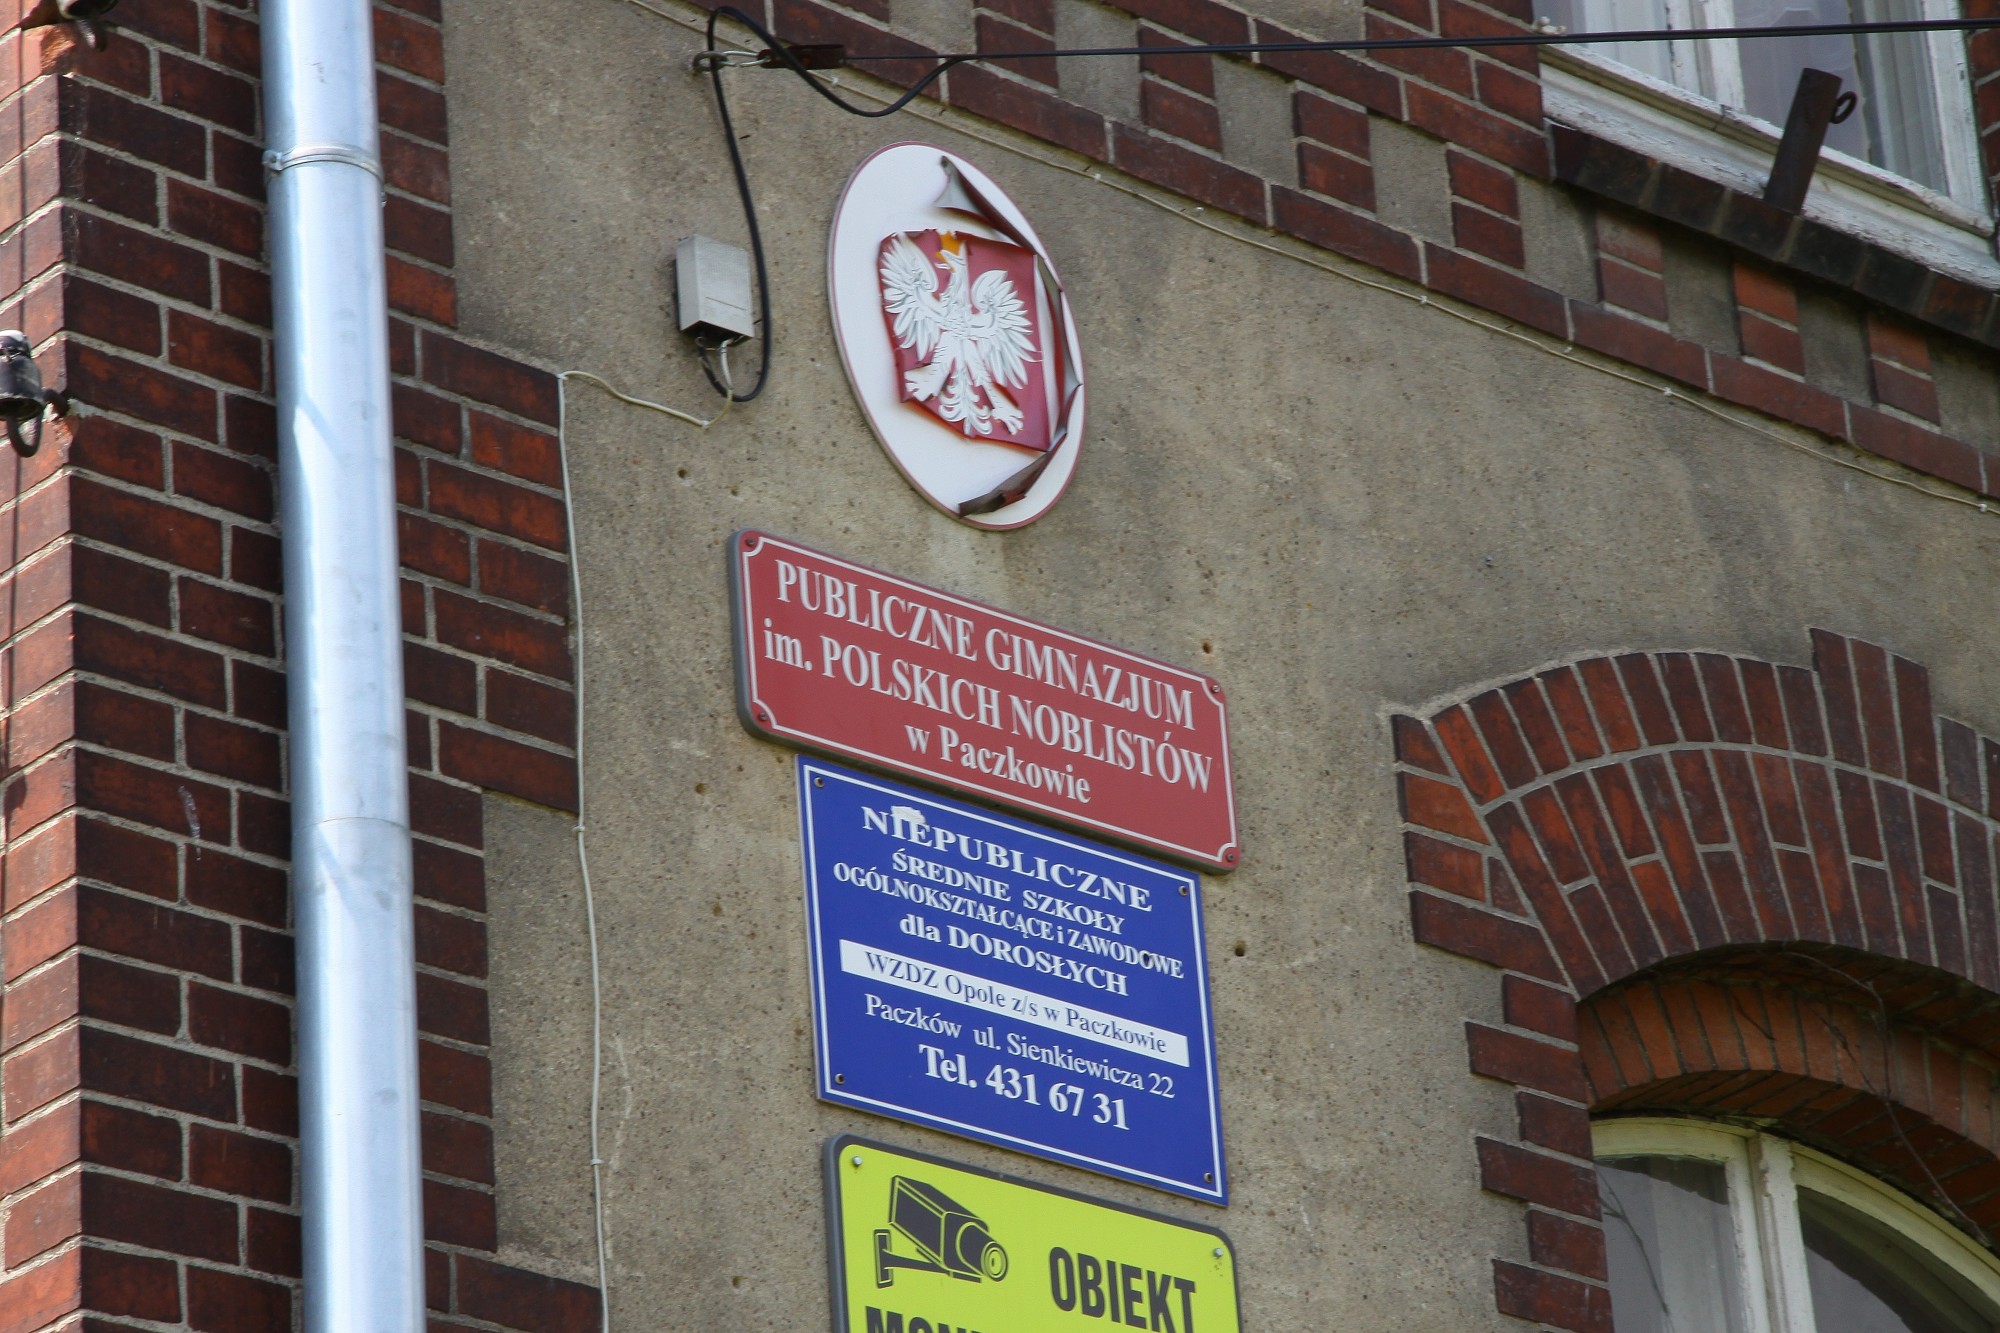 PUBLICZNE GIMNAZJUM
im. POLSKICH NOBLISTÓW
w Paczkowie
NIEPUBLICZNE
ŚREDNIE SZKOŁY
OGÓLNOKSZTAŁCĄCE i ZAWODOWE
dla DOROSŁYCH
WZDZ Opole z/s w Paczkowie
Paczków ul. Sienkiewicza 22
Tel. 431 67 31
OBIEKT